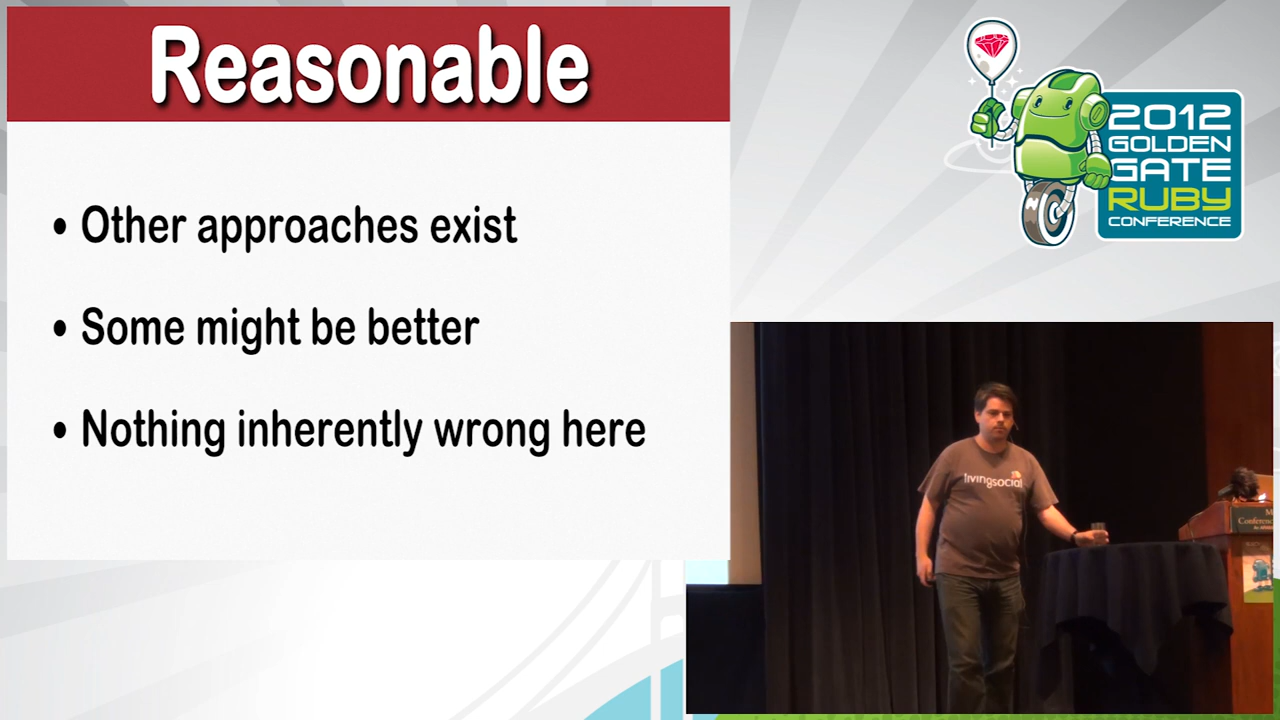 Reasonable
• Other approaches exist
• Some might be better
• Nothing inherently wrong here
2012
GOLDEN
GATE
RUBY
CONFERENCE
livingsocial